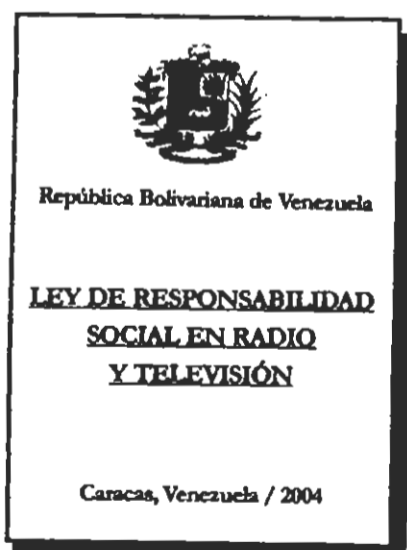 República Bolivariana de Venezuela
LEY DE RESPONSABILIDAD
SOCIAL EN RADIO
Y TELEVISIÓN
Caracas, Venezuela / 2004